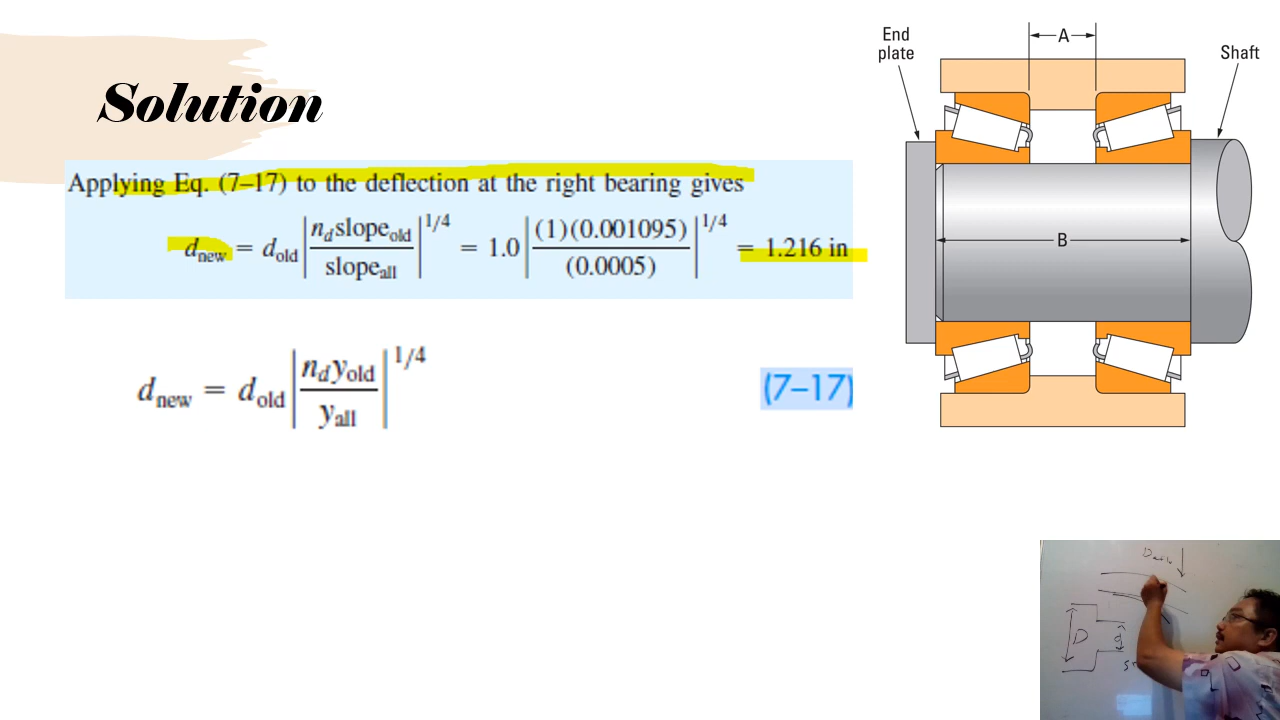 Solution
Applying Eq. (7–17) to the deflection at the right bearing gives
d_new = d_old |n_d slope_old / slope_all|^1/4 = 1.0 |(1)(0.001095) / (0.0005)|^1/4 = 1.216 in
d_new = d_old |n_d y_old / y_all|^1/4 (7–17)
End plate
A
Shaft
B
D
d